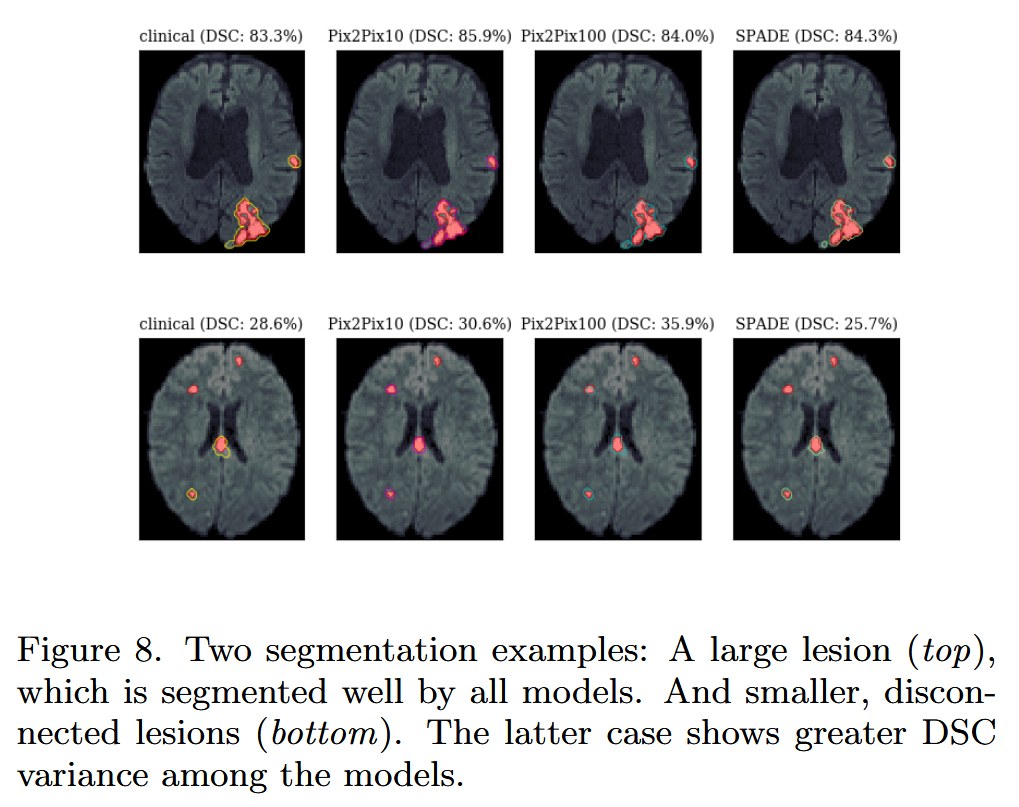 clinical (DSC: 83.3%) Pix2Pix10 (DSC: 85.9%) Pix2Pix100 (DSC: 84.0%) SPADE (DSC: 84.3%)
clinical (DSC: 28.6%) Pix2Pix10 (DSC: 30.6%) Pix2Pix100 (DSC: 35.9%) SPADE (DSC: 25.7%)
Figure 8. Two segmentation examples: A large lesion (top),
which is segmented well by all models. And smaller, discon-
nected lesions (bottom). The latter case shows greater DSC
variance among the models.